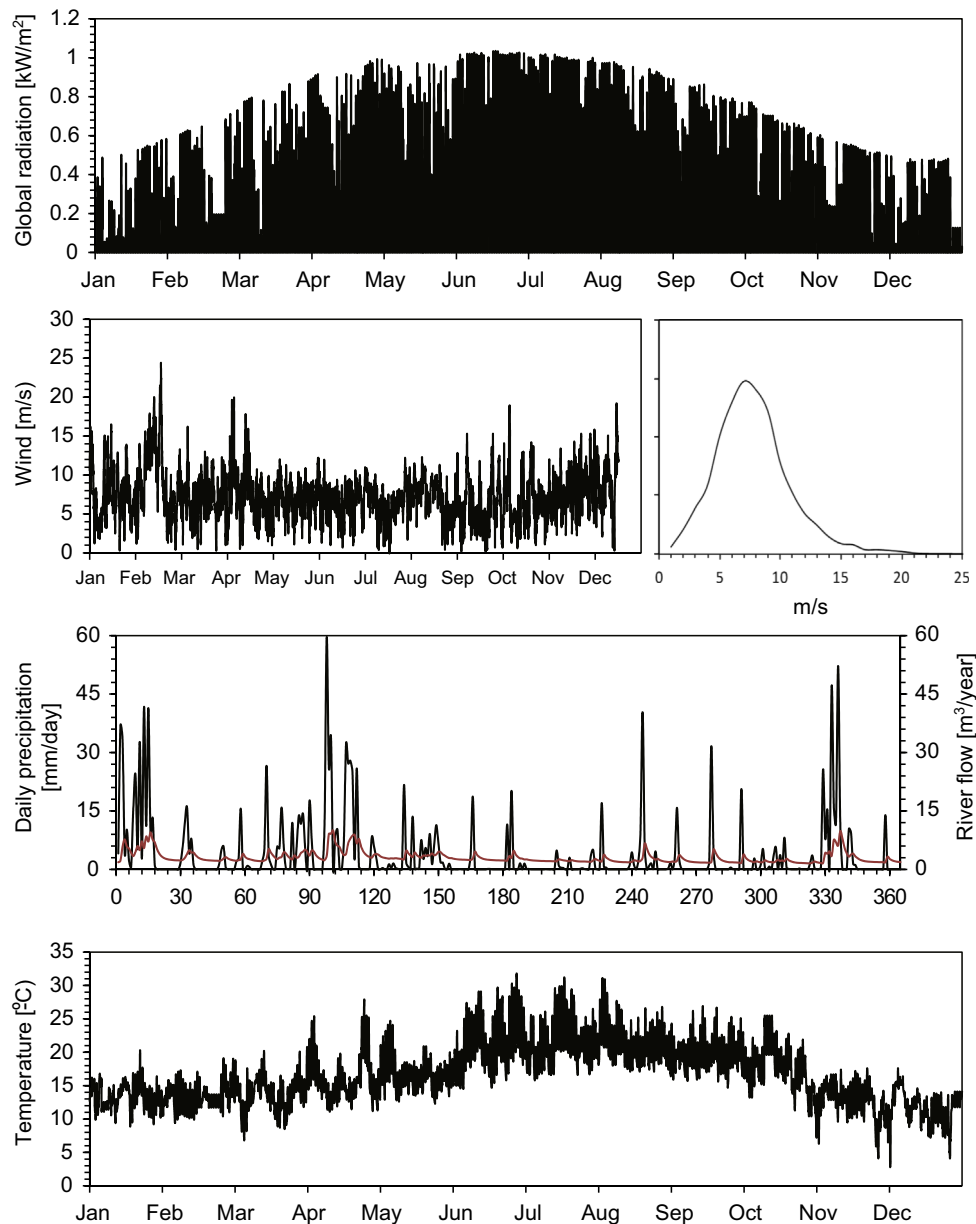 Global radiation [kW/m²]
1.2
1
0.8
0.6
0.4
0.2
0
Jan Feb Mar Apr May Jun Jul Aug Sep Oct Nov Dec
Wind [m/s]
30
25
20
15
10
5
0
Jan Feb Mar Apr May Jun Jul Aug Sep Oct Nov Dec
0 5 10 15 20 25
m/s
Daily precipitation
[mm/day]
60
45
30
15
0
60
45
30
15
0
River flow [m³/year]
0 30 60 90 120 150 180 210 240 270 300 330 360
Temperature [ºC]
35
30
25
20
15
10
5
0
Jan Feb Mar Apr May Jun Jul Aug Sep Oct Nov Dec